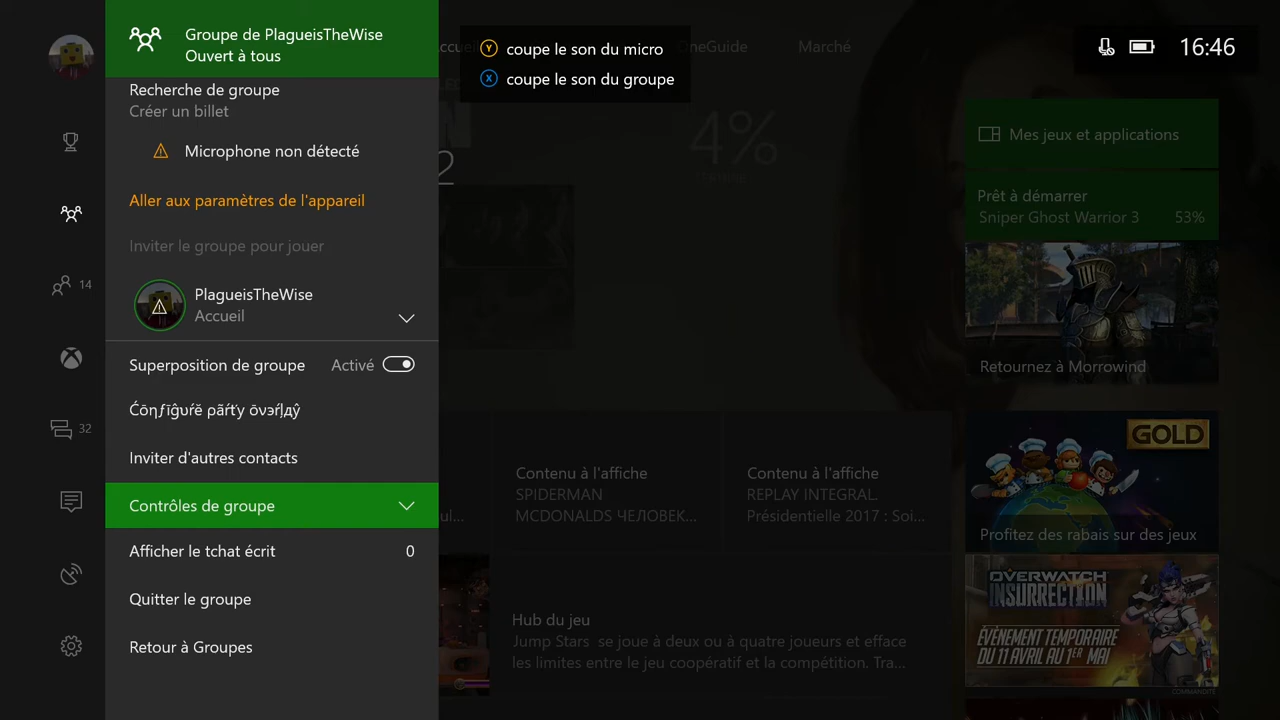 Groupe de PlagueisTheWise
Ouvert à tous
Recherche de groupe
Créer un billet
Microphone non détecté
Aller aux paramètres de l'appareil
Inviter le groupe pour jouer
PlagueisTheWise
Accueil
Superposition de groupe Activé
Inviter d'autres contacts
Contrôles de groupe
Afficher le tchat écrit 0
Quitter le groupe
Retour à Groupes
14
32
Y coupe le son du micro
X coupe le son du groupe
OneGuide
Marché
16:46
2
4%
Mes jeux et applications
Prêt à démarrer
Sniper Ghost Warrior 3 53%
Retournez à Morrowind
GOLD
Profitez des rabais sur des jeux
OVERWATCH
INSURRECTION
ÉVÉNEMENT TEMPORAIRE
DU 11 AVRIL AU 1ER MAI
COMMANDITÉ
Contenu à l'affiche
SPIDERMAN
MCDONALDS ЧЕЛОВЕК...
Contenu à l'affiche
REPLAY INTEGRAL.
Présidentielle 2017 : Soi...
Hub du jeu
Jump Stars se joue à deux ou à quatre joueurs et efface
les limites entre le jeu coopératif et la compétition. Tra...